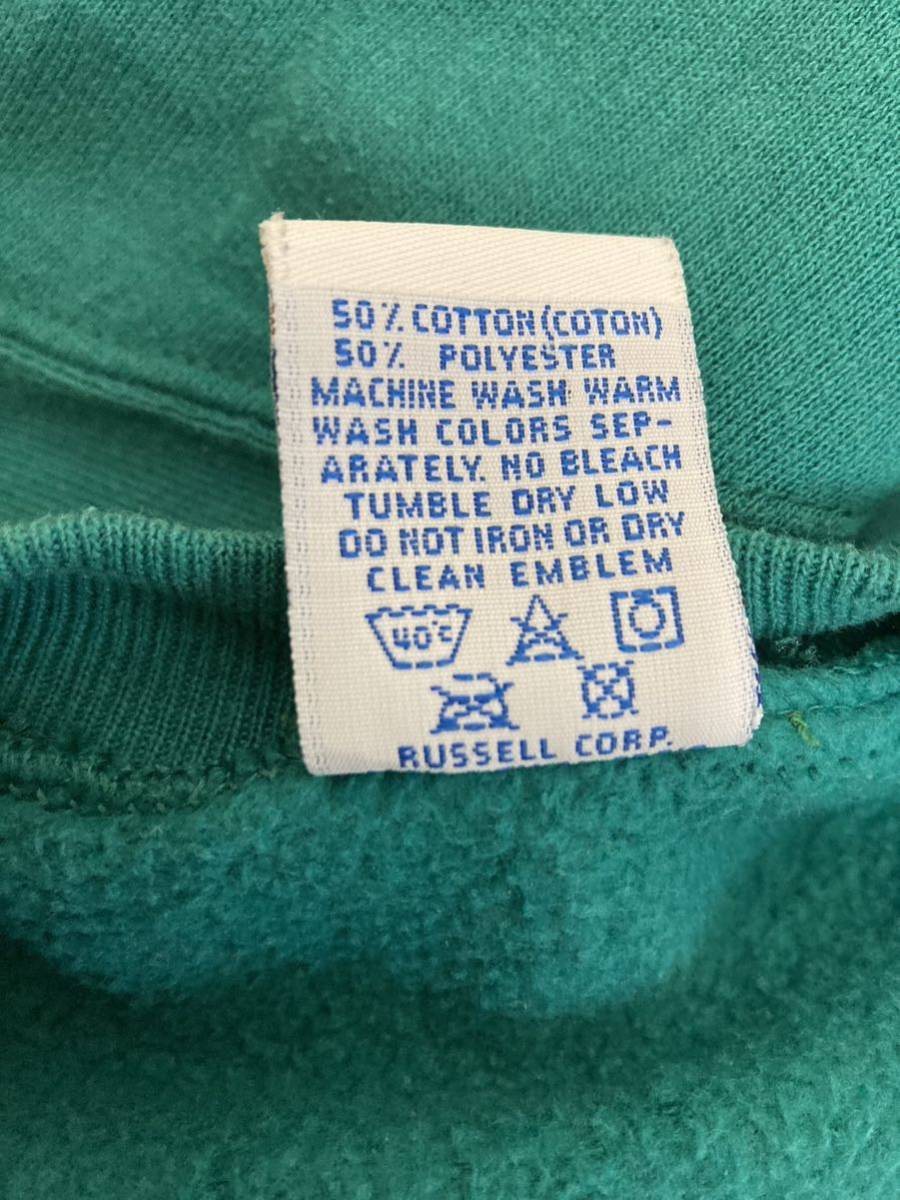 50% COTTON (COTON)
50% POLYESTER
MACHINE WASH WARM
WASH COLORS SEP-
ARATELY. NO BLEACH
TUMBLE DRY LOW
DO NOT IRON OR DRY
CLEAN EMBLEM
40°C
RUSSELL CORP.